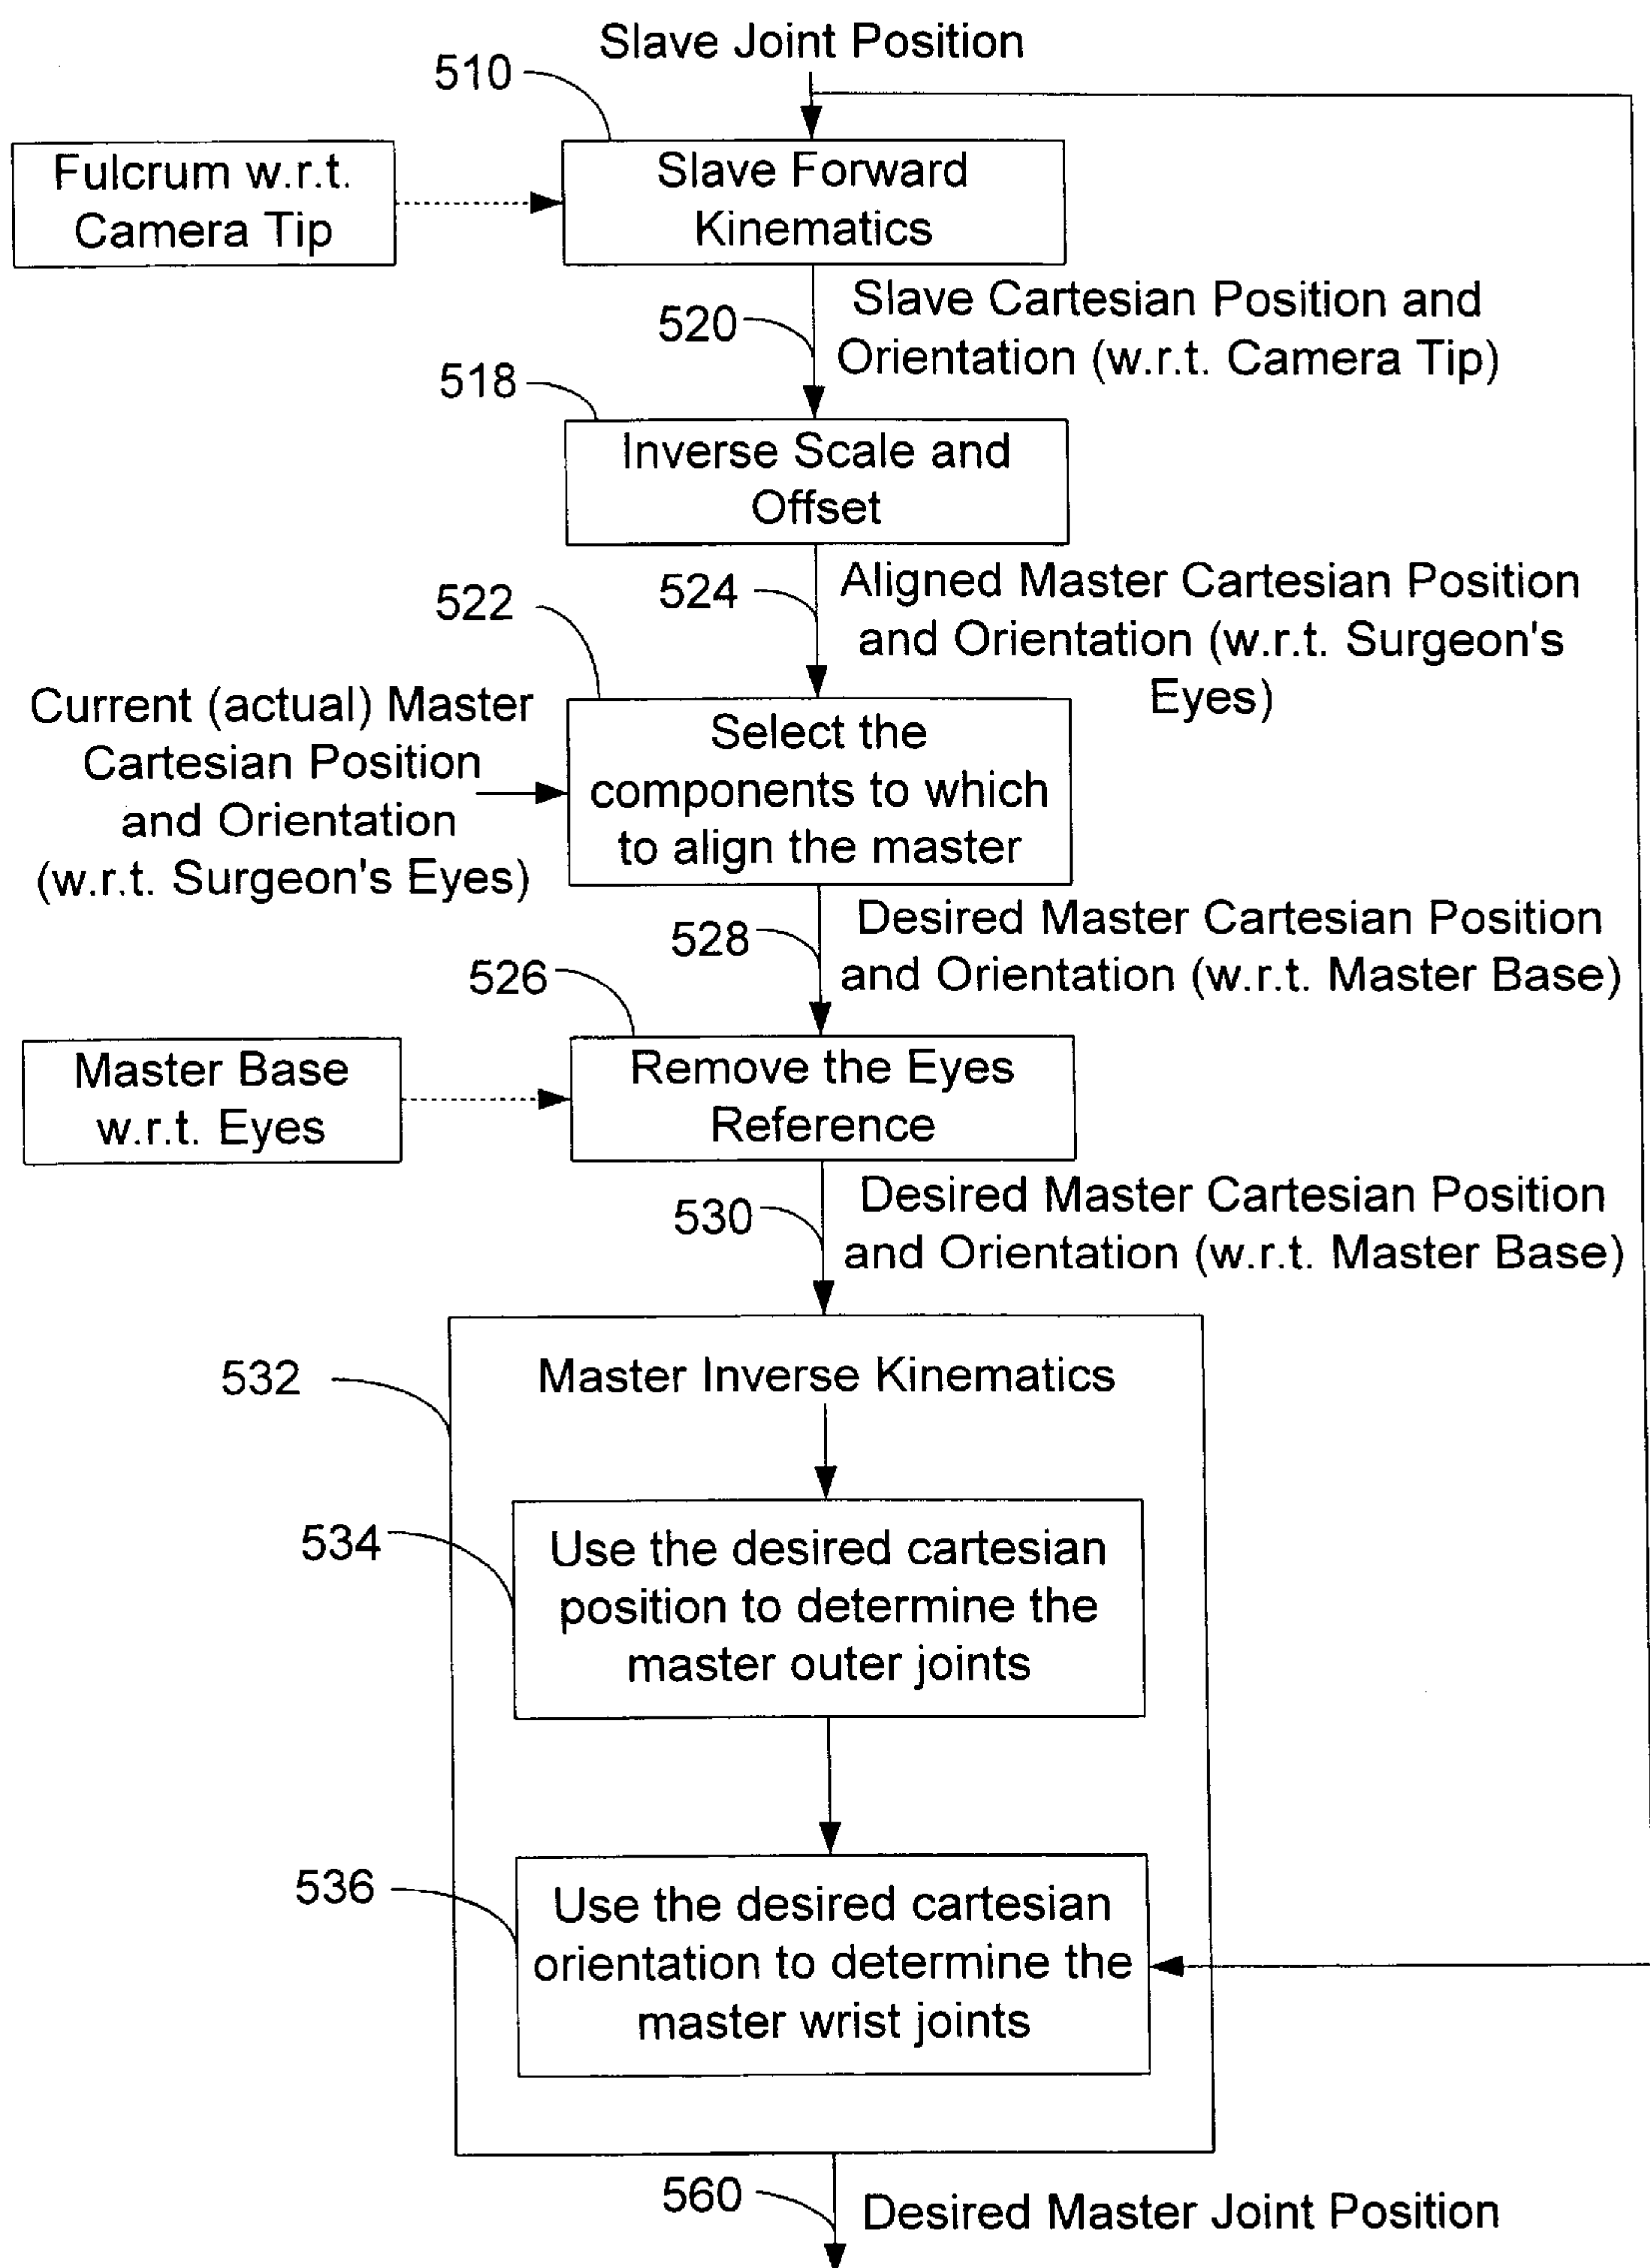 Slave Joint Position
510
Fulcrum w.r.t.
Camera Tip
Slave Forward
Kinematics
520
Slave Cartesian Position and
Orientation (w.r.t. Camera Tip)
518
Inverse Scale and
Offset
522
524
Aligned Master Cartesian Position
and Orientation (w.r.t. Surgeon's
Eyes)
Current (actual) Master
Cartesian Position
and Orientation
(w.r.t. Surgeon's Eyes)
Select the
components to which
to align the master
528
Desired Master Cartesian Position
and Orientation (w.r.t. Master Base)
526
Master Base
w.r.t. Eyes
Remove the Eyes
Reference
530
Desired Master Cartesian Position
and Orientation (w.r.t. Master Base)
532
Master Inverse Kinematics
534
Use the desired cartesian
position to determine the
master outer joints
536
Use the desired cartesian
orientation to determine the
master wrist joints
560
Desired Master Joint Position